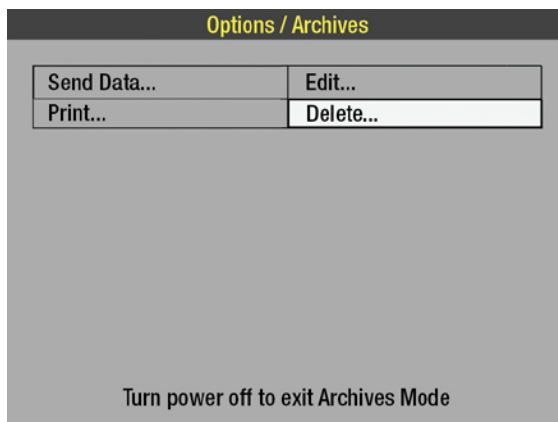 Options / Archives
Send Data... Edit...
Print... Delete...
Turn power off to exit Archives Mode